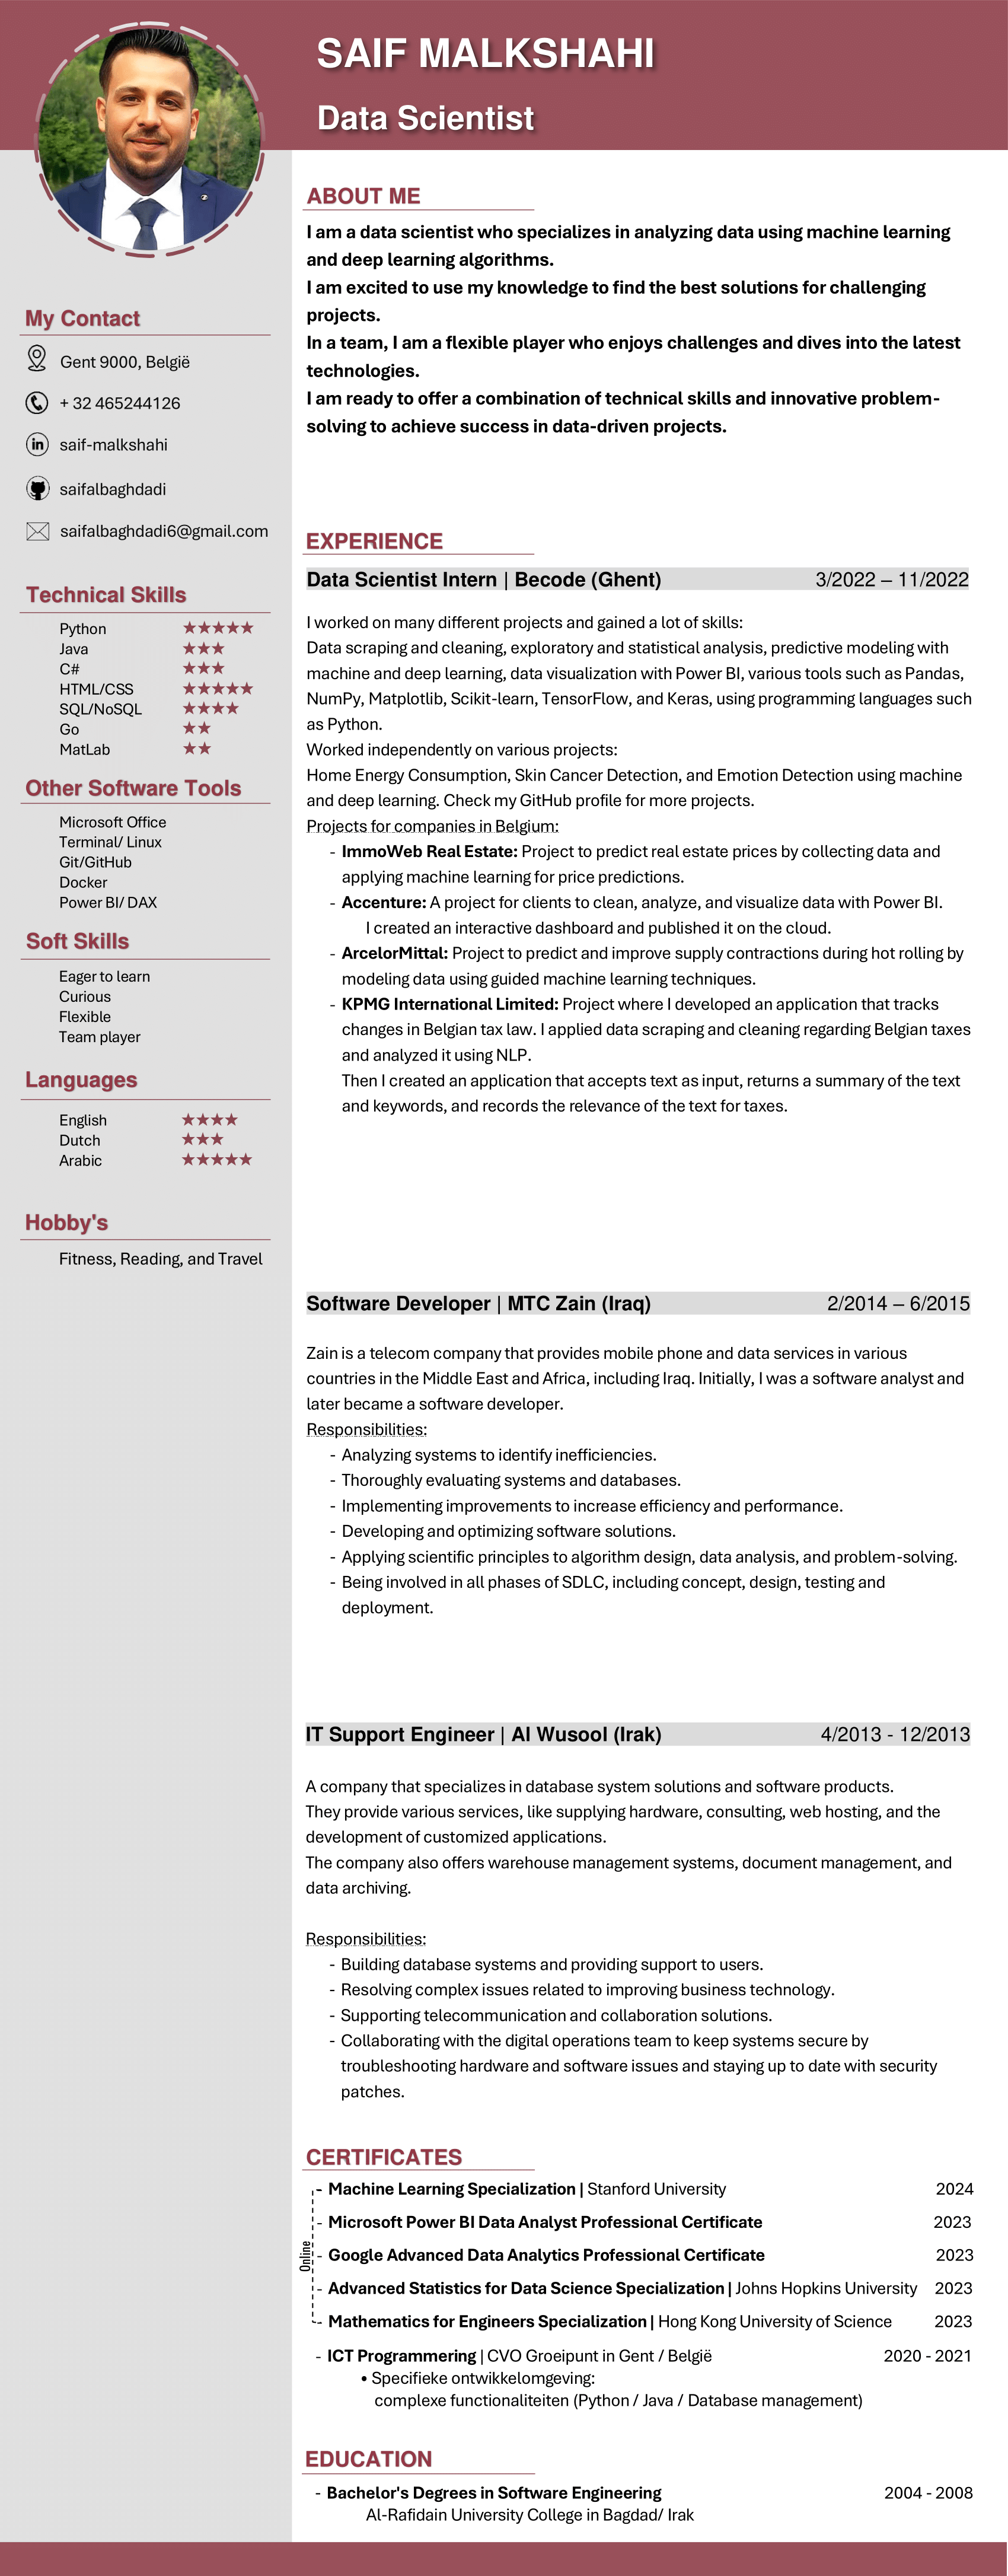 SAIF MALKSHAHI
Data Scientist
My Contact
Gent 9000, België
+ 32 465244126
saif-malkshahi
saifalbaghdadi
saifalbaghdadi6@gmail.com
Technical Skills
Python ★★★★★
Java ★★★
C# ★★★
HTML/CSS ★★★★★
SQL/NoSQL ★★★★
Go ★★
MatLab ★★
Other Software Tools
Microsoft Office
Terminal/ Linux
Git/GitHub
Docker
Power BI/ DAX
Soft Skills
Eager to learn
Curious
Flexible
Team player
Languages
English ★★★★
Dutch ★★★
Arabic ★★★★★
Hobby's
Fitness, Reading, and Travel
ABOUT ME
I am a data scientist who specializes in analyzing data using machine learning
and deep learning algorithms.
I am excited to use my knowledge to find the best solutions for challenging
projects.
In a team, I am a flexible player who enjoys challenges and dives into the latest
technologies.
I am ready to offer a combination of technical skills and innovative problem-
solving to achieve success in data-driven projects.
EXPERIENCE
Data Scientist Intern | Becode (Ghent) 3/2022 – 11/2022
I worked on many different projects and gained a lot of skills:
Data scraping and cleaning, exploratory and statistical analysis, predictive modeling with
machine and deep learning, data visualization with Power BI, various tools such as Pandas,
NumPy, Matplotlib, Scikit-learn, TensorFlow, and Keras, using programming languages such
as Python.
Worked independently on various projects:
Home Energy Consumption, Skin Cancer Detection, and Emotion Detection using machine
and deep learning. Check my GitHub profile for more projects.
Projects for companies in Belgium:
- ImmoWeb Real Estate: Project to predict real estate prices by collecting data and
applying machine learning for price predictions.
- Accenture: A project for clients to clean, analyze, and visualize data with Power BI.
I created an interactive dashboard and published it on the cloud.
- ArcelorMittal: Project to predict and improve supply contractions during hot rolling by
modeling data using guided machine learning techniques.
- KPMG International Limited: Project where I developed an application that tracks
changes in Belgian tax law. I applied data scraping and cleaning regarding Belgian taxes
and analyzed it using NLP.
Then I created an application that accepts text as input, returns a summary of the text
and keywords, and records the relevance of the text for taxes.
Software Developer | MTC Zain (Iraq) 2/2014 – 6/2015
Zain is a telecom company that provides mobile phone and data services in various
countries in the Middle East and Africa, including Iraq. Initially, I was a software analyst and
later became a software developer.
Responsibilities:
- Analyzing systems to identify inefficiencies.
- Thoroughly evaluating systems and databases.
- Implementing improvements to increase efficiency and performance.
- Developing and optimizing software solutions.
- Applying scientific principles to algorithm design, data analysis, and problem-solving.
- Being involved in all phases of SDLC, including concept, design, testing and
deployment.
IT Support Engineer | Al Wusool (Irak) 4/2013 - 12/2013
A company that specializes in database system solutions and software products.
They provide various services, like supplying hardware, consulting, web hosting, and the
development of customized applications.
The company also offers warehouse management systems, document management, and
data archiving.
Responsibilities:
- Building database systems and providing support to users.
- Resolving complex issues related to improving business technology.
- Supporting telecommunication and collaboration solutions.
- Collaborating with the digital operations team to keep systems secure by
troubleshooting hardware and software issues and staying up to date with security
patches.
CERTIFICATES
Online
- Machine Learning Specialization | Stanford University 2024
- Microsoft Power BI Data Analyst Professional Certificate 2023
- Google Advanced Data Analytics Professional Certificate 2023
- Advanced Statistics for Data Science Specialization | Johns Hopkins University 2023
- Mathematics for Engineers Specialization | Hong Kong University of Science 2023
- ICT Programmering | CVO Groeipunt in Gent / België 2020 - 2021
• Specifieke ontwikkelomgeving:
complexe functionaliteiten (Python / Java / Database management)
EDUCATION
- Bachelor's Degrees in Software Engineering 2004 - 2008
Al-Rafidain University College in Bagdad/ Irak